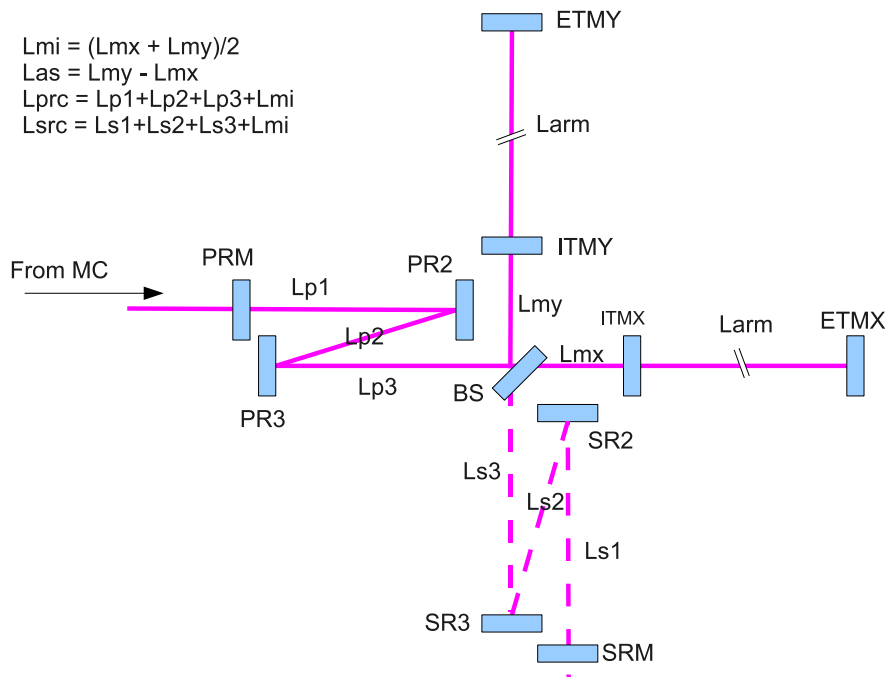 ETMY
Lmi = (Lmx + Lmy)/2
Las = Lmy - Lmx
Lprc = Lp1+Lp2+Lp3+Lmi
Lsrc = Ls1+Ls2+Ls3+Lmi
Larm
ITMY
PRM
PR2
From MC
Lp1
Lmy
ITMX
Larm
ETMX
Lp2
Lmx
Lp3
BS
PR3
SR2
Ls3
Ls2
Ls1
SR3
SRM